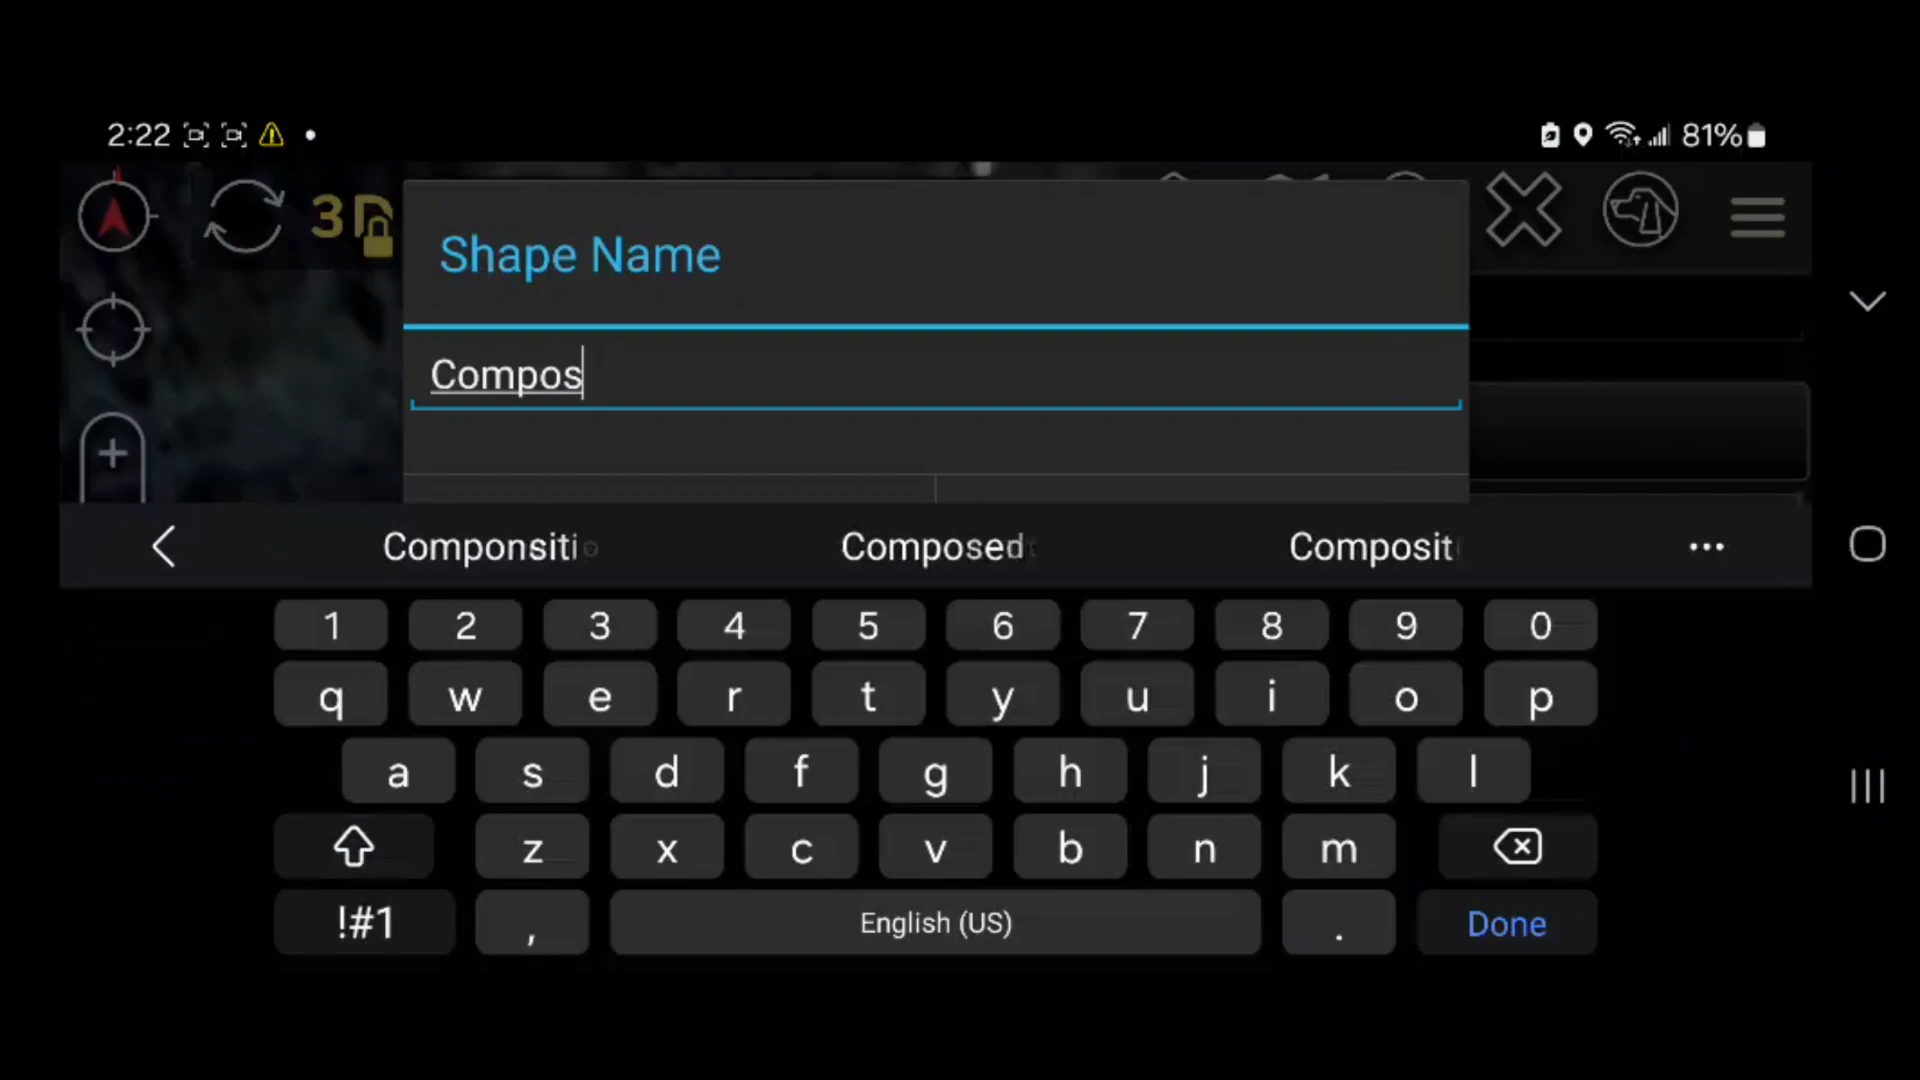 2:22 81%
3D
Shape Name
Compos
Composed Composit
1 2 3 4 5 6 7 8 9 0
q w e r t y u i o p
a s d f g h j k l
z x c v b n m
!#1 , English (US) . Done